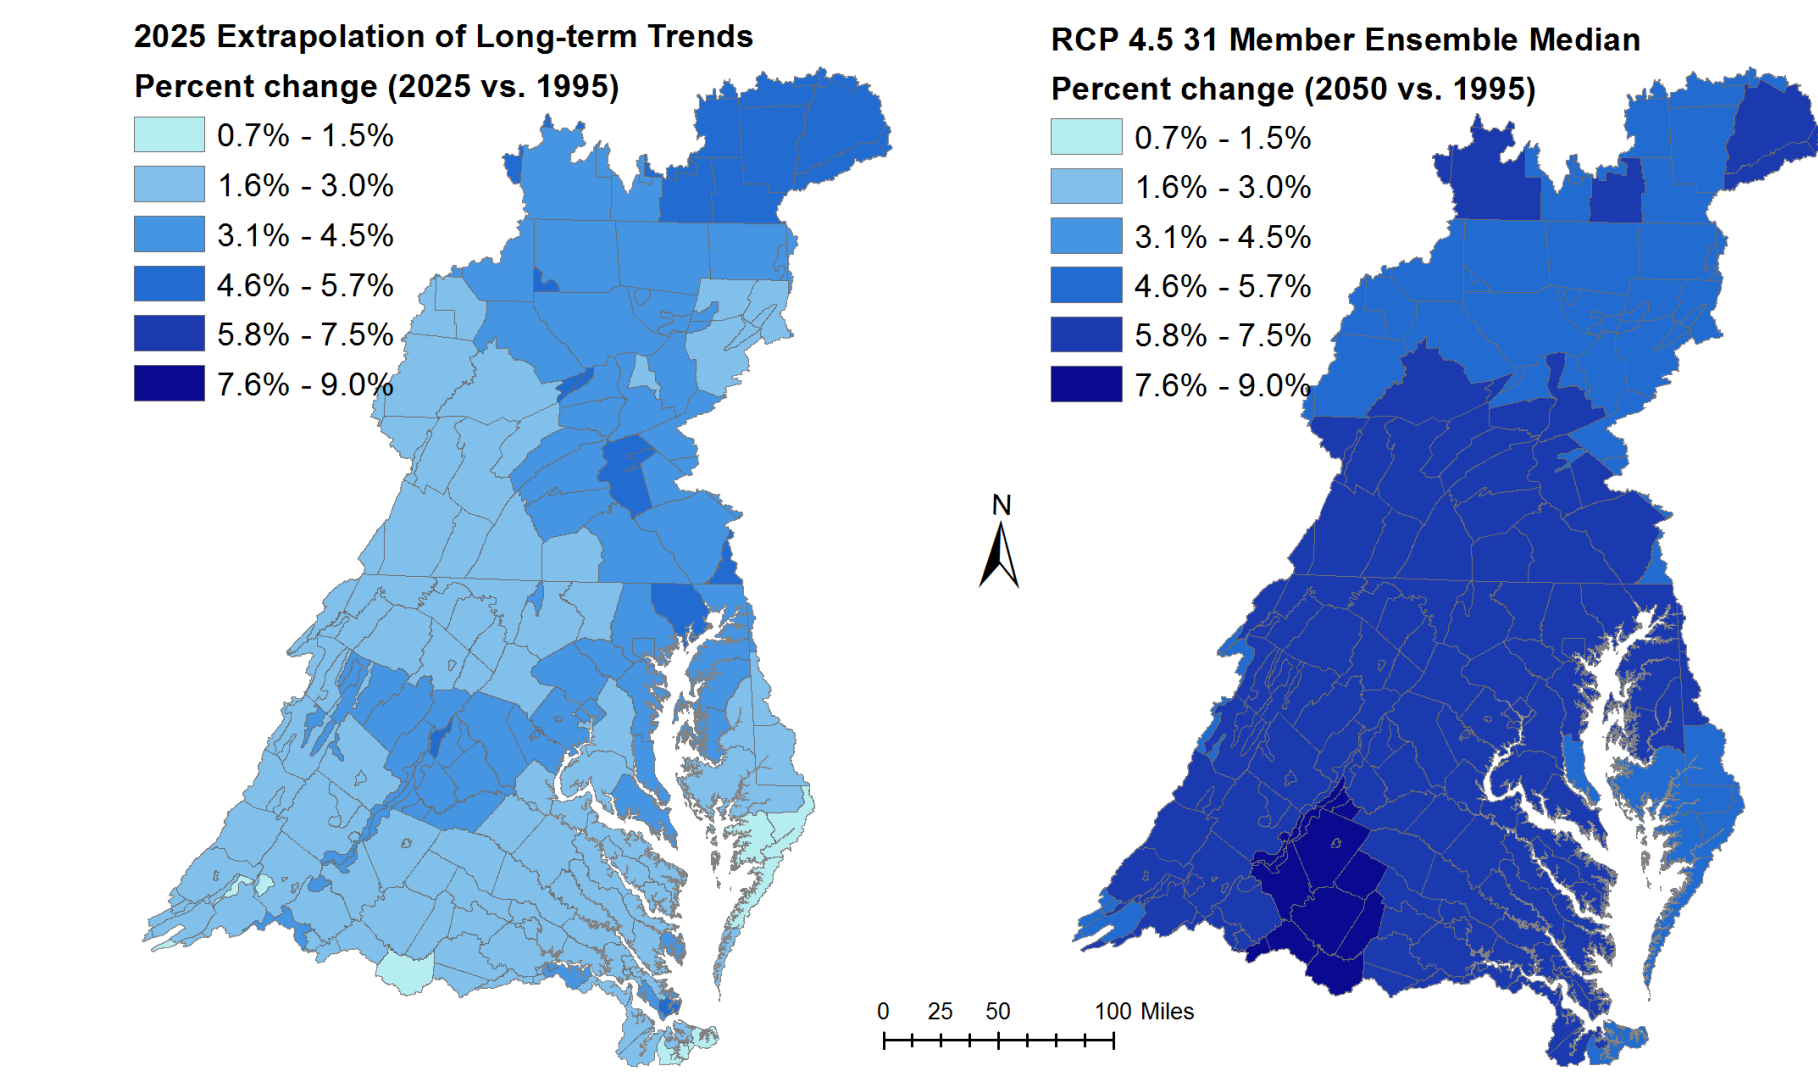 2025 Extrapolation of Long-term Trends
Percent change (2025 vs. 1995)
0.7% - 1.5%
1.6% - 3.0%
3.1% - 4.5%
4.6% - 5.7%
5.8% - 7.5%
7.6% - 9.0%
RCP 4.5 31 Member Ensemble Median
Percent change (2050 vs. 1995)
0.7% - 1.5%
1.6% - 3.0%
3.1% - 4.5%
4.6% - 5.7%
5.8% - 7.5%
7.6% - 9.0%
N
0 25 50 100 Miles